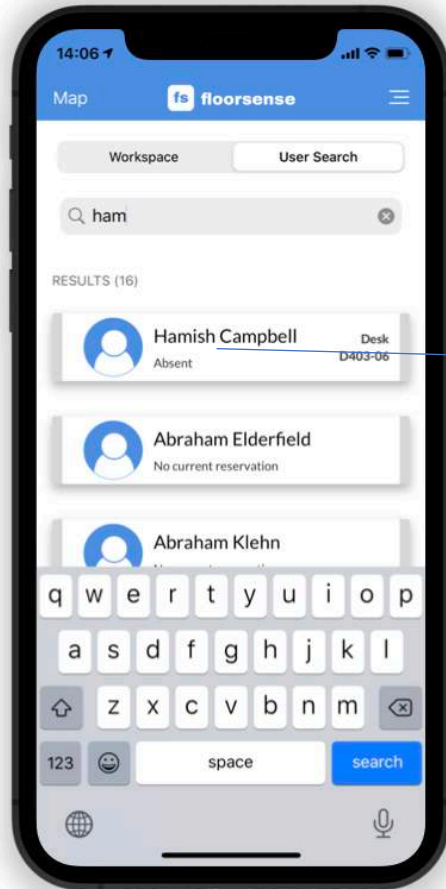 14:06
Map
fs floorsense
Workspace
User Search
ham
RESULTS (16)
Hamish Campbell
Absent
Desk
D403-06
Abraham Elderfield
No current reservation
Abraham Klehn
q w e r t y u i o p
a s d f g h j k l
z x c v b n m
123
space
search